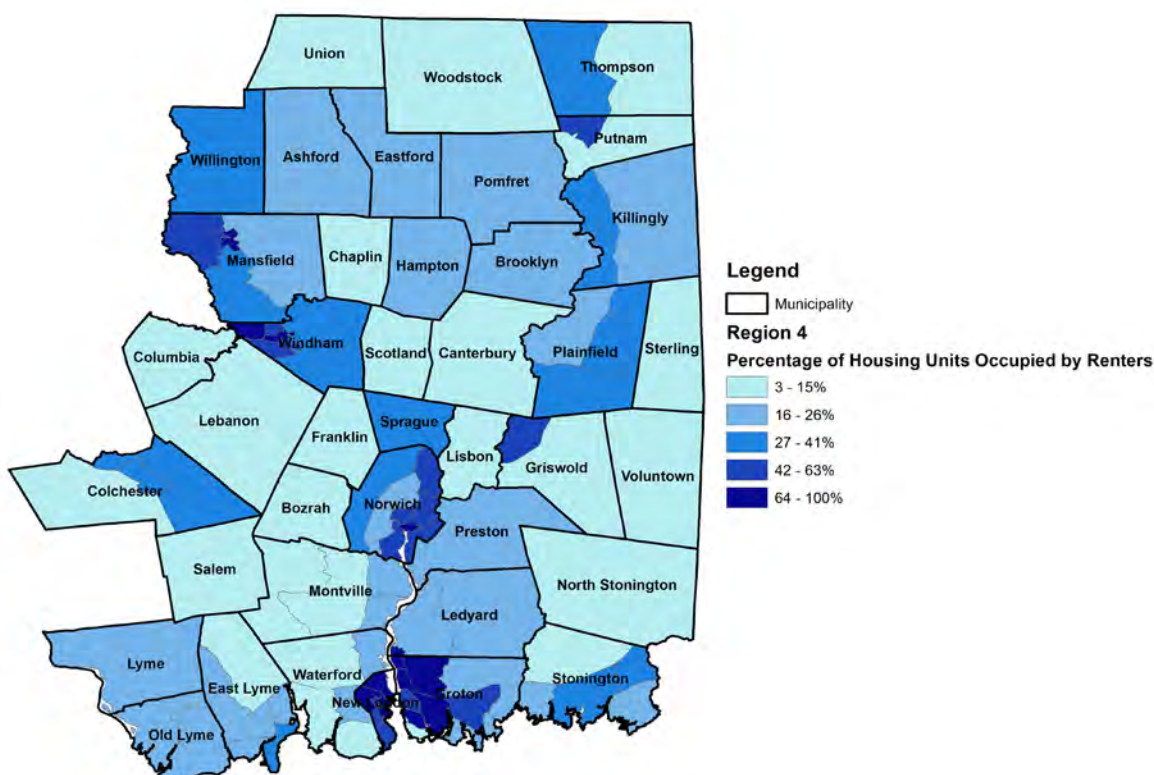 Union
Woodstock
Thompson
Putnam
Willington
Ashford
Eastford
Pomfret
Killingly
Mansfield
Chaplin
Hampton
Brooklyn
Windham
Columbia
Scotland
Canterbury
Plainfield
Sterling
Lebanon
Franklin
Sprague
Lisbon
Griswold
Voluntown
Colchester
Bozrah
Norwich
Preston
Salem
Montville
North Stonington
Ledyard
Lyme
East Lyme
Waterford
New London
Groton
Stonington
Old Lyme
Legend
Municipality
Region 4
Percentage of Housing Units Occupied by Renters
3 - 15%
16 - 26%
27 - 41%
42 - 63%
64 - 100%